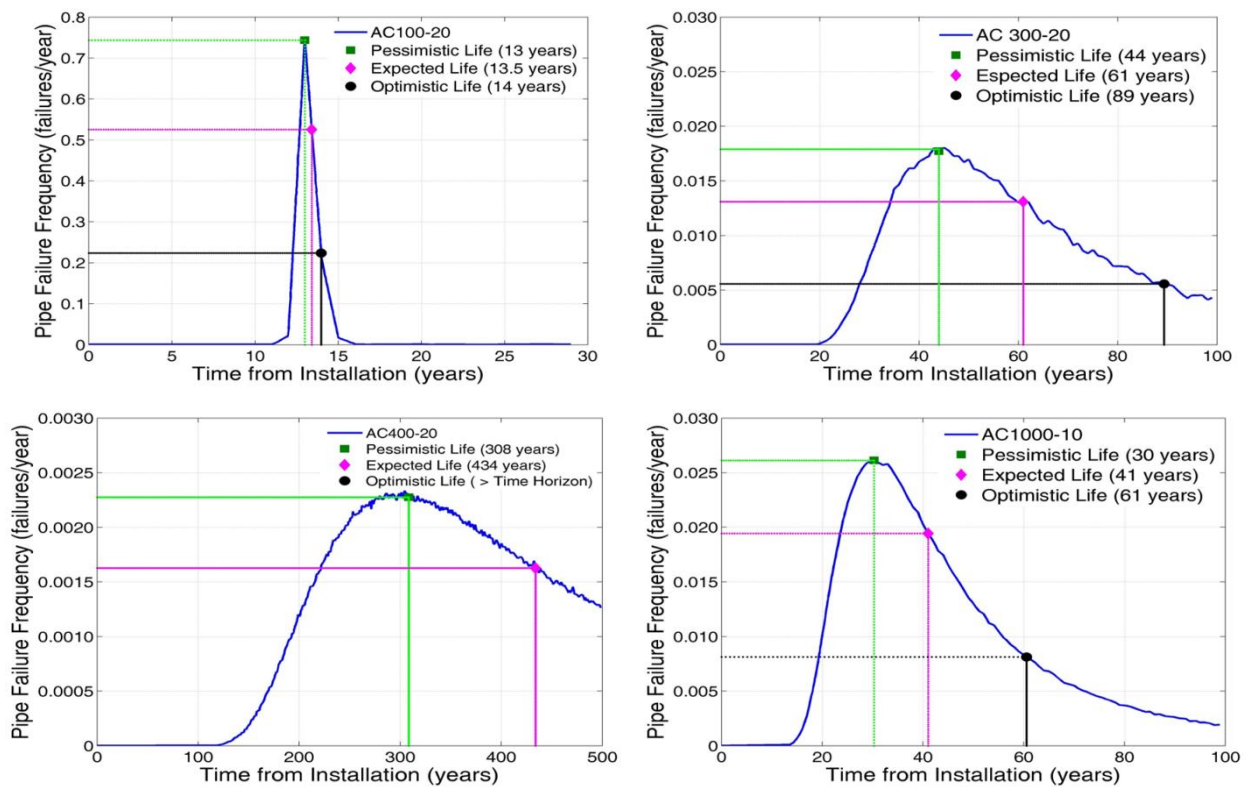 Pipe Failure Frequency (failures/year)
0.8
0.7
0.6
0.5
0.4
0.3
0.2
0.1
0
AC100-20
Pessimistic Life (13 years)
Expected Life (13.5 years)
Optimistic Life (14 years)
0 5 10 15 20 25 30
Time from Installation (years)
Pipe Failure Frequency (failures/year)
0.030
0.025
0.020
0.015
0.010
0.005
0
AC 300-20
Pessimistic Life (44 years)
Espected Life (61 years)
Optimistic Life (89 years)
0 20 40 60 80 100
Time from Installation (years)
Pipe Failure Frequency (failures/year)
0.0030
0.0025
0.0020
0.0015
0.0010
0.0005
0
AC400-20
Pessimistic Life (308 years)
Expected Life (434 years)
Optimistic Life ( > Time Horizon)
0 100 200 300 400 500
Time from Installation (years)
Pipe Failure Frequency (failures/year)
0.030
0.025
0.020
0.015
0.010
0.005
0
AC1000-10
Pessimistic Life (30 years)
Expected Life (41 years)
Optimistic Life (61 years)
0 20 40 60 80 100
Time from Installation (years)